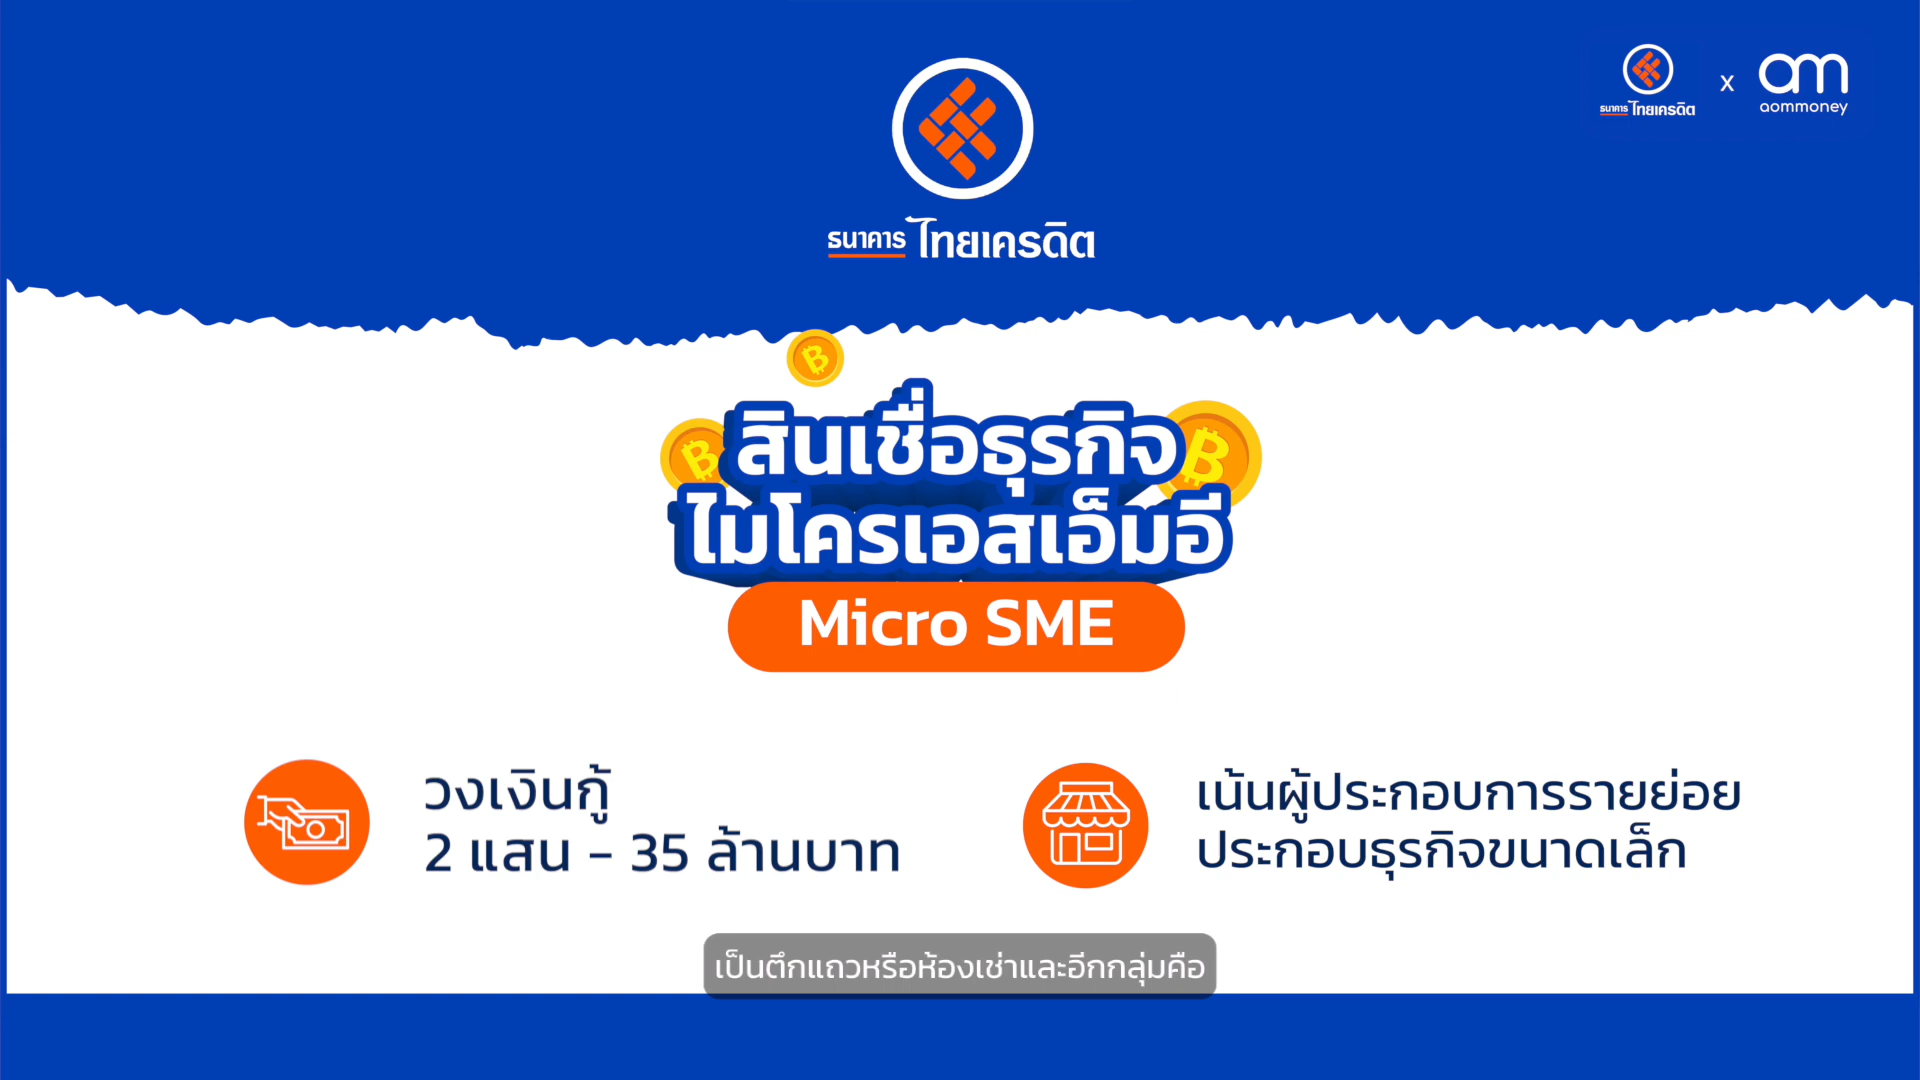 ธนาคาร ไทยเครดิต
x
am
aommoney
ธนาคาร ไทยเครดิต
สินเชื่อธุรกิจ
ไมโครเอสเอ็มอี
Micro SME
วงเงินกู้
2 แสน - 35 ล้านบาท
เน้นผู้ประกอบการรายย่อย
ประกอบธุรกิจขนาดเล็ก
เป็นตึกแถวหรือห้องเช่าและอีกกลุ่มคือ